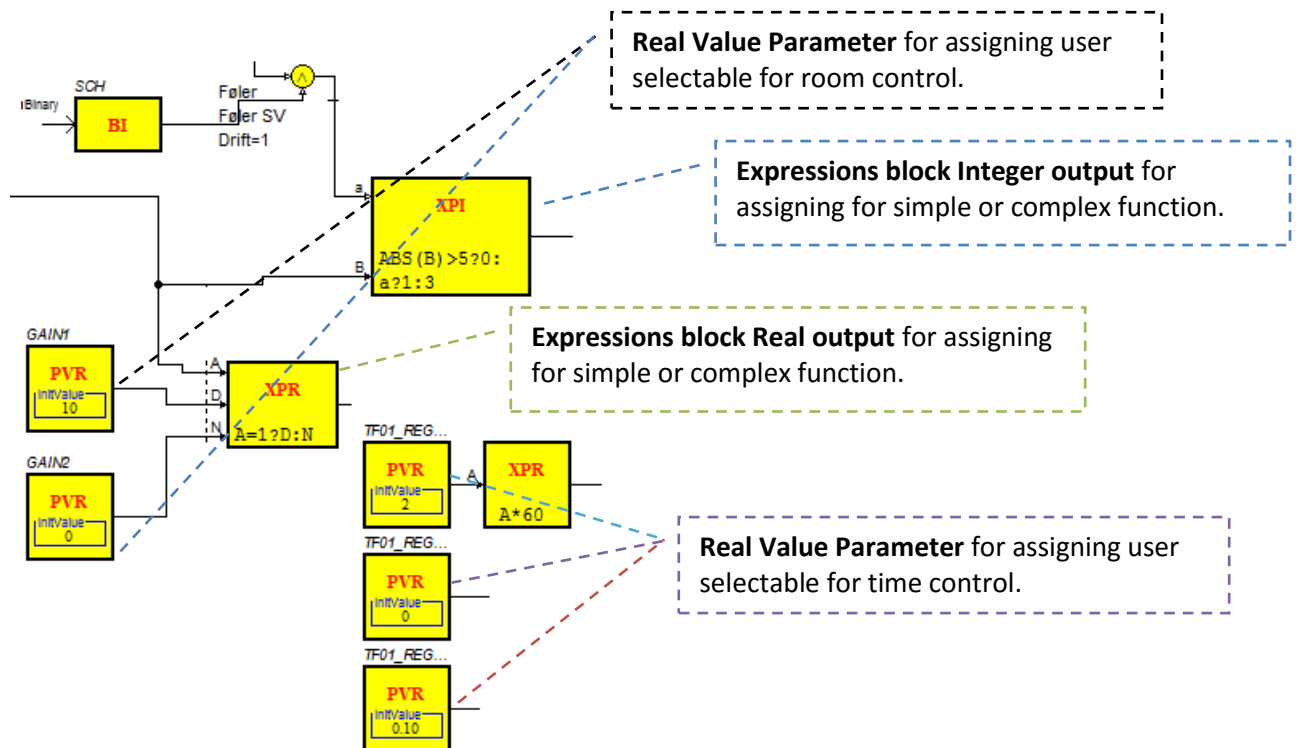 Real Value Parameter for assigning user
selectable for room control.
SCH
Binary
BI
Føler
Føler SV
Drift=1
Expressions block Integer output for
assigning for simple or complex function.
a
XPI
B
ABS(B)>5?0:
a?1:3
Expressions block Real output for assigning
for simple or complex function.
GAIN1
PVR
InitValue
10
A
D
N
XPR
A=1?D:N
GAIN2
PVR
InitValue
0
TF01_REG...
PVR
InitValue
2
A
XPR
A*60
TF01_REG...
PVR
InitValue
0
Real Value Parameter for assigning user
selectable for time control.
TF01_REG...
PVR
InitValue
0.10